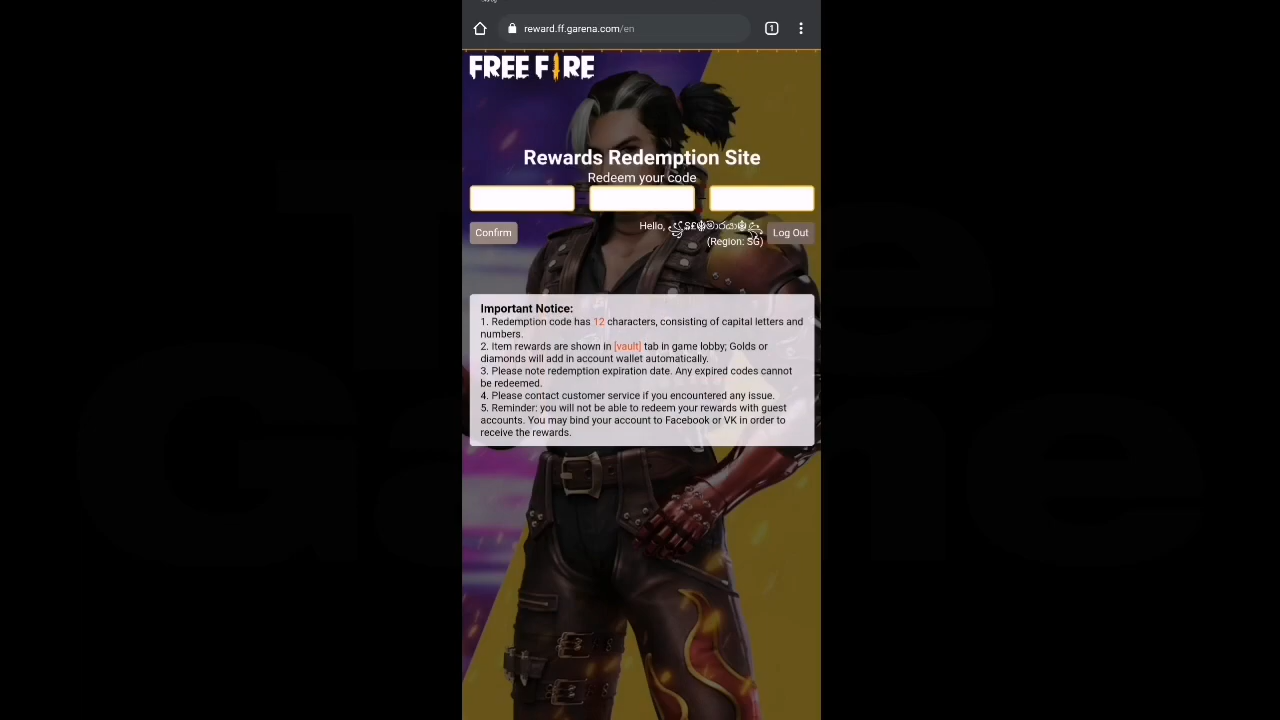 1
reward.ff.garena.com/en
FREE FIRE
Rewards Redemption Site
Redeem your code
Confirm
Hello,
(Region: SG)
Log Out
Important Notice:
1. Redemption code has 12 characters, consisting of capital letters and
numbers.
2. Item rewards are shown in [vault] tab in game lobby; Golds or
diamonds will add in account wallet automatically.
3. Please note redemption expiration date. Any expired codes cannot
be redeemed.
4. Please contact customer service if you encountered any issue.
5. Reminder: you will not be able to redeem your rewards with guest
accounts. You may bind your account to Facebook or VK in order to
receive the rewards.